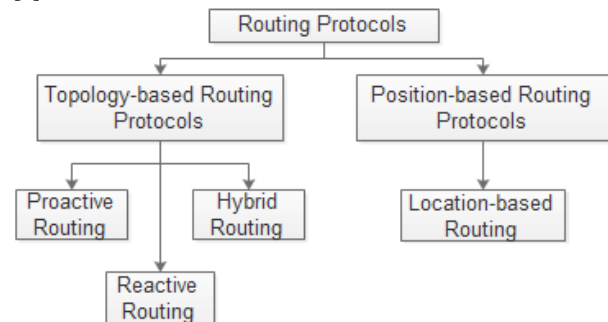 Routing Protocols
Topology-based Routing
Protocols
Position-based Routing
Protocols
Proactive
Routing
Hybrid
Routing
Location-based
Routing
Reactive
Routing